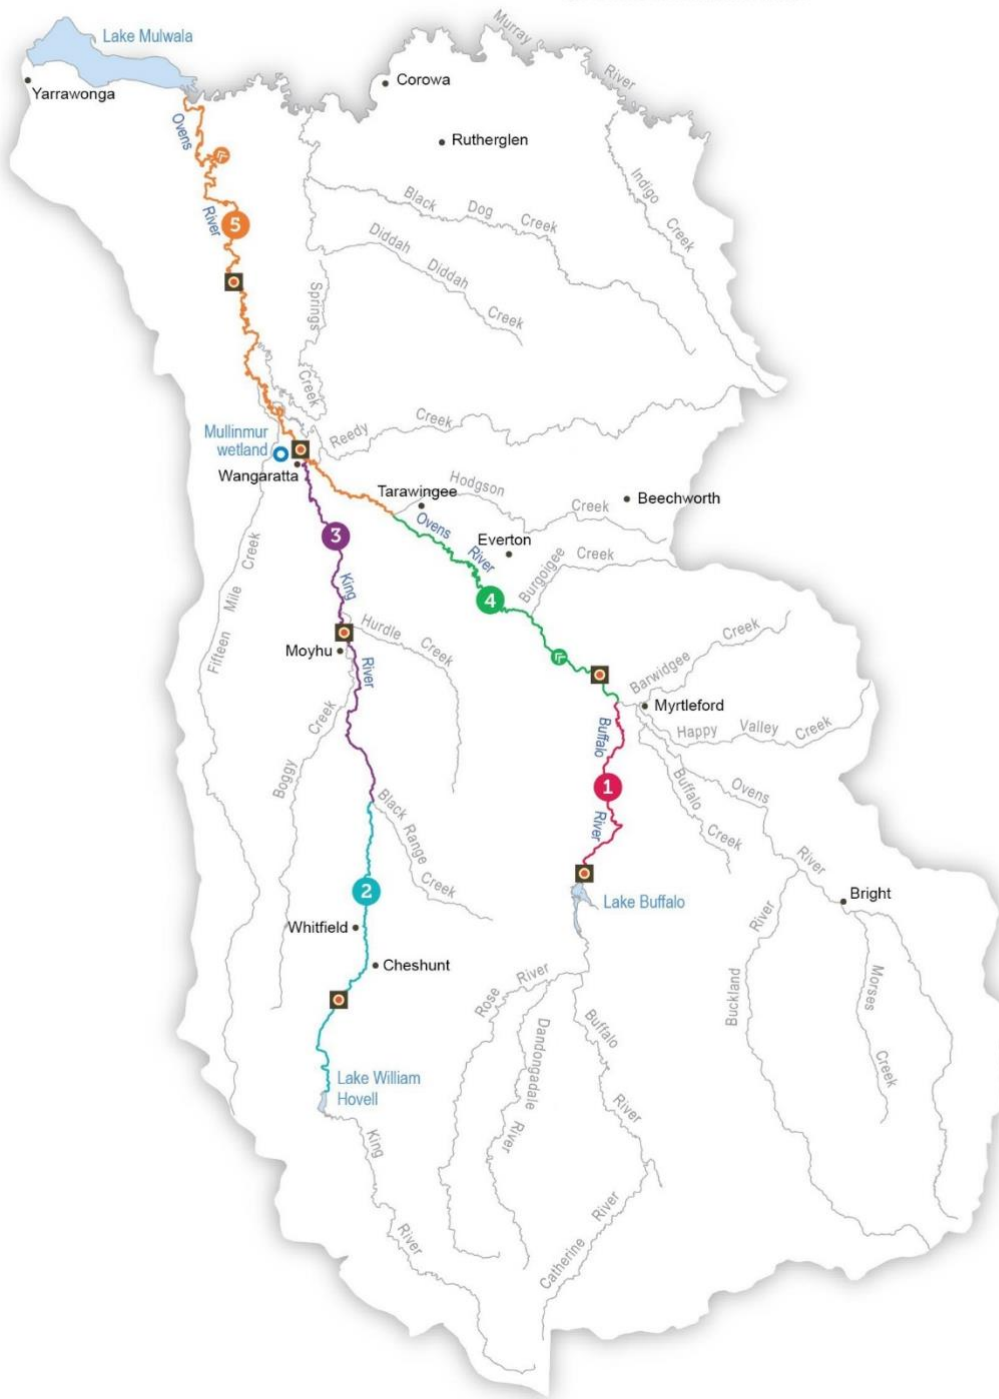 Lake Mulwala
Murray
River
Yarrawonga
Corowa
Ovens
Rutherglen
River
5
Black Dog Creek
Indigo
Creek
Diddah
Diddah
Creek
Springs
Creek
Reedy Creek
Mullinmur
wetland
Wangaratta
Tarawingee
Hodgson
Creek
Beechworth
Ovens
River
Everton
3
King
River
Fifteen Mile Creek
4
Burgoigee Creek
Hurdle
Creek
Moyhu
Barwidgee Creek
Myrtleford
Happy Valley Creek
Boggy Creek
Buffalo
River
1
Buffalo
Creek
Ovens
River
Black Range
Creek
2
Lake Buffalo
Bright
Whitfield
Cheshunt
Buckland River
Morses
Creek
Rose River
Dandongadale
River
Buffalo
River
Lake William
Hovell
King
River
Catherine River